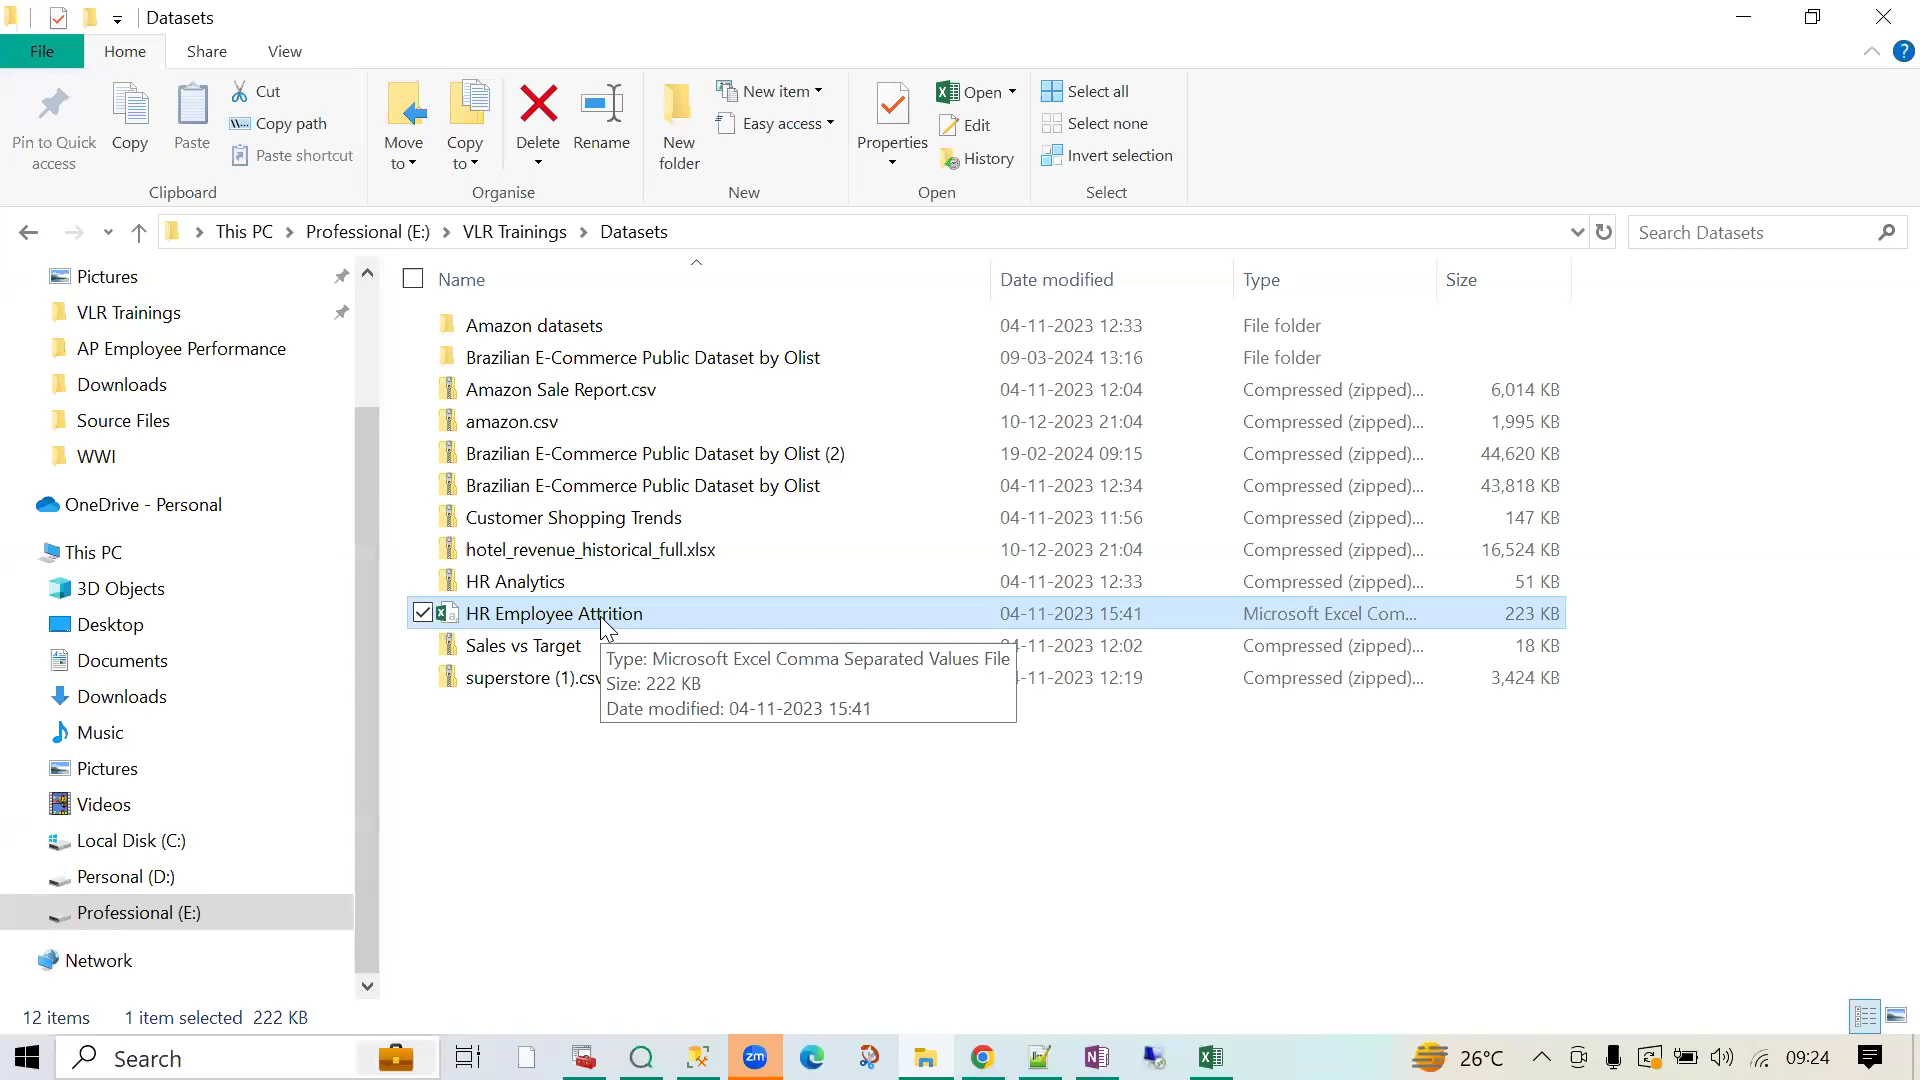 Datasets
File
Home
Share
View
Pin to Quick
access
Copy
Paste
Cut
Copy path
Paste shortcut
Clipboard
Move
to
Copy
to
Delete
Rename
Organise
New
folder
New item
Easy access
New
Properties
Open
Edit
History
Open
Select all
Select none
Invert selection
Select
This PC
Professional (E:)
VLR Trainings
Datasets
Search Datasets
Pictures
VLR Trainings
AP Employee Performance
Downloads
Source Files
WWI
OneDrive - Personal
This PC
3D Objects
Desktop
Documents
Downloads
Music
Pictures
Videos
Local Disk (C:)
Personal (D:)
Professional (E:)
Network
Name Date modified Type Size
Amazon datasets 04-11-2023 12:33 File folder
Brazilian E-Commerce Public Dataset by Olist 09-03-2024 13:16 File folder
Amazon Sale Report.csv 04-11-2023 12:04 Compressed (zipped)... 6,014 KB
amazon.csv 10-12-2023 21:04 Compressed (zipped)... 1,995 KB
Brazilian E-Commerce Public Dataset by Olist (2) 19-02-2024 09:15 Compressed (zipped)... 44,620 KB
Brazilian E-Commerce Public Dataset by Olist 04-11-2023 12:34 Compressed (zipped)... 43,818 KB
Customer Shopping Trends 04-11-2023 11:56 Compressed (zipped)... 147 KB
hotel_revenue_historical_full.xlsx 10-12-2023 21:04 Compressed (zipped)... 16,524 KB
HR Analytics 04-11-2023 12:33 Compressed (zipped)... 51 KB
HR Employee Attrition 04-11-2023 15:41 Microsoft Excel Com... 223 KB
Sales vs Target 4-11-2023 12:02 Compressed (zipped)... 18 KB
superstore (1).csv -11-2023 12:19 Compressed (zipped)... 3,424 KB
Type: Microsoft Excel Comma Separated Values File
Size: 222 KB
Date modified: 04-11-2023 15:41
12 items 1 item selected 222 KB
Search
zm
26°C
09:24